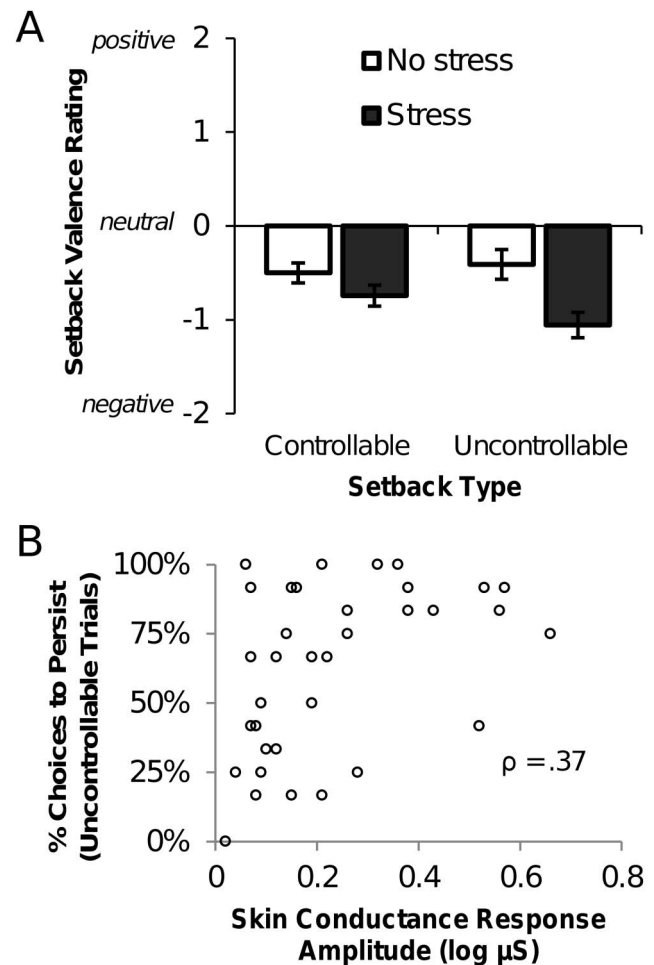 A
Setback Valence Rating
positive 2
1
neutral 0
-1
negative -2
No stress
Stress
Controllable Uncontrollable
Setback Type
B
% Choices to Persist
(Uncontrollable Trials)
100%
75%
50%
25%
0%
ρ =.37
0 0.2 0.4 0.6 0.8
Skin Conductance Response
Amplitude (log µS)